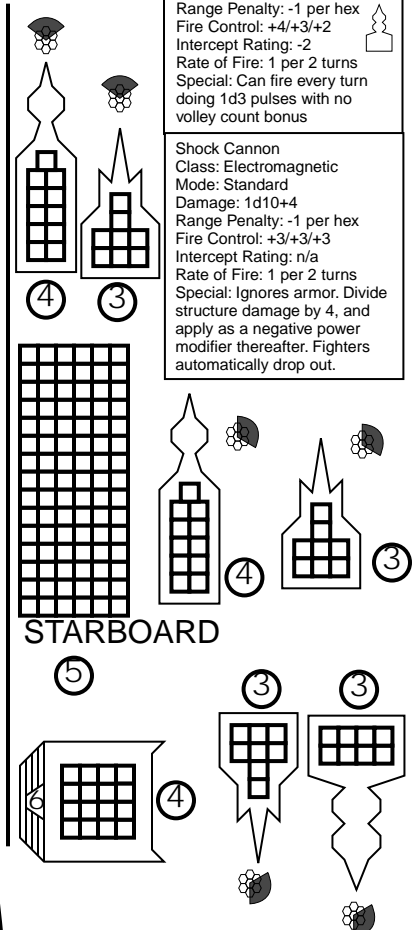 Range Penalty: -1 per hex
Fire Control: +4/+3/+2
Intercept Rating: -2
Rate of Fire: 1 per 2 turns
Special: Can fire every turn
doing 1d3 pulses with no
volley count bonus
Shock Cannon
Class: Electromagnetic
Mode: Standard
Damage: 1d10+4
Range Penalty: -1 per hex
Fire Control: +3/+3/+3
Intercept Rating: n/a
Rate of Fire: 1 per 2 turns
Special: Ignores armor. Divide
structure damage by 4, and
apply as a negative power
modifier thereafter. Fighters
automatically drop out.
4
3
4
3
STARBOARD
5
3
3
6
4